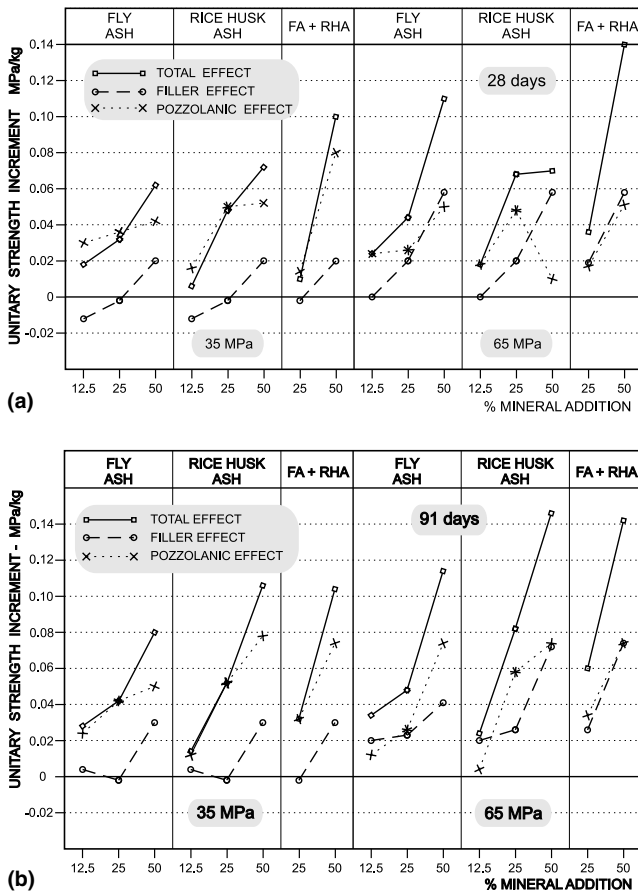 FLY ASH RICE HUSK ASH FA + RHA FLY ASH RICE HUSK ASH FA + RHA
0.14
0.12
0.10
0.08
0.06
0.04
0.02
0
-0.02
UNITARY STRENGTH INCREMENT MPa/kg
TOTAL EFFECT
FILLER EFFECT
POZZOLANIC EFFECT
28 days
35 MPa
65 MPa
12.5 25 50 12.5 25 50 25 50 12.5 25 50 12.5 25 50 25 50
(a)
% MINERAL ADDITION
FLY ASH RICE HUSK ASH FA + RHA FLY ASH RICE HUSK ASH FA + RHA
0.14
0.12
0.10
0.08
0.06
0.04
0.02
0
-0.02
UNITARY STRENGTH INCREMENT - MPa/kg
TOTAL EFFECT
FILLER EFFECT
POZZOLANIC EFFECT
91 days
35 MPa
65 MPa
12.5 25 50 12.5 25 50 25 50 12.5 25 50 12.5 25 50 25 50
(b)
% MINERAL ADDITION